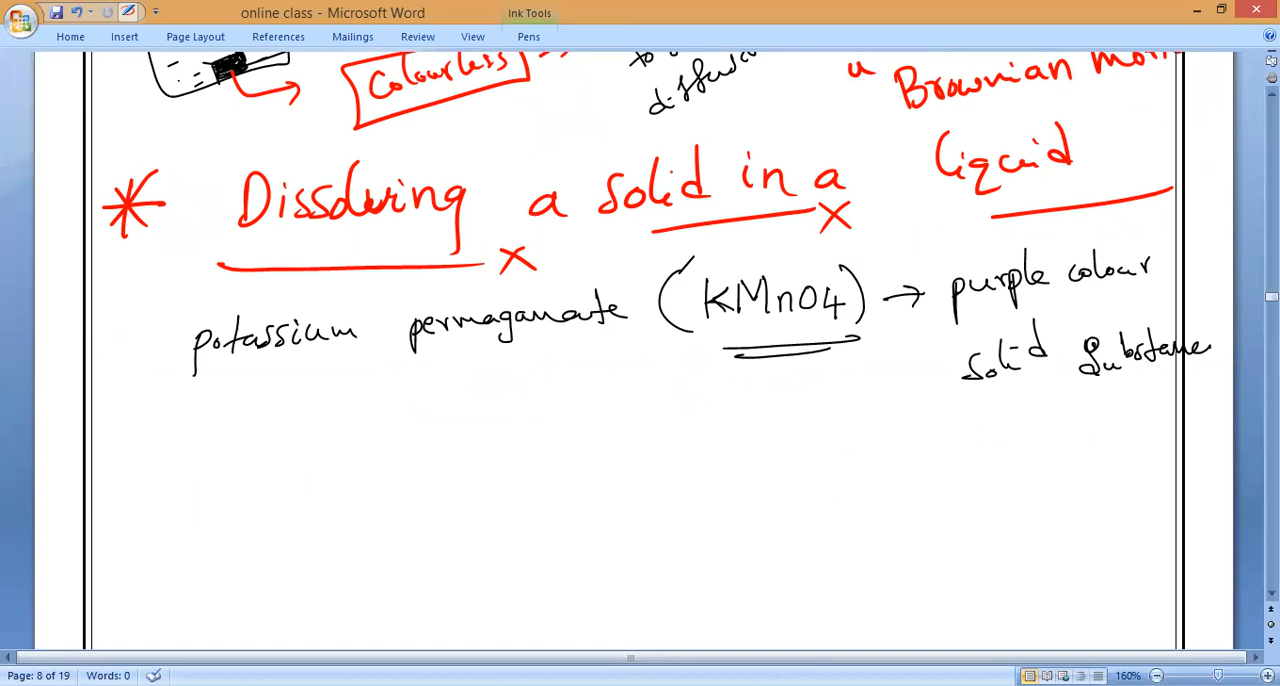 online class - Microsoft Word
Ink Tools
Home Insert Page Layout References Mailings Review View Pens
Colourless
Brownian
Dissolving a solid in a liquid
potassium permaganate (KMnO4) → purple colour
solid substance
Page: 8 of 19 Words: 0 160%